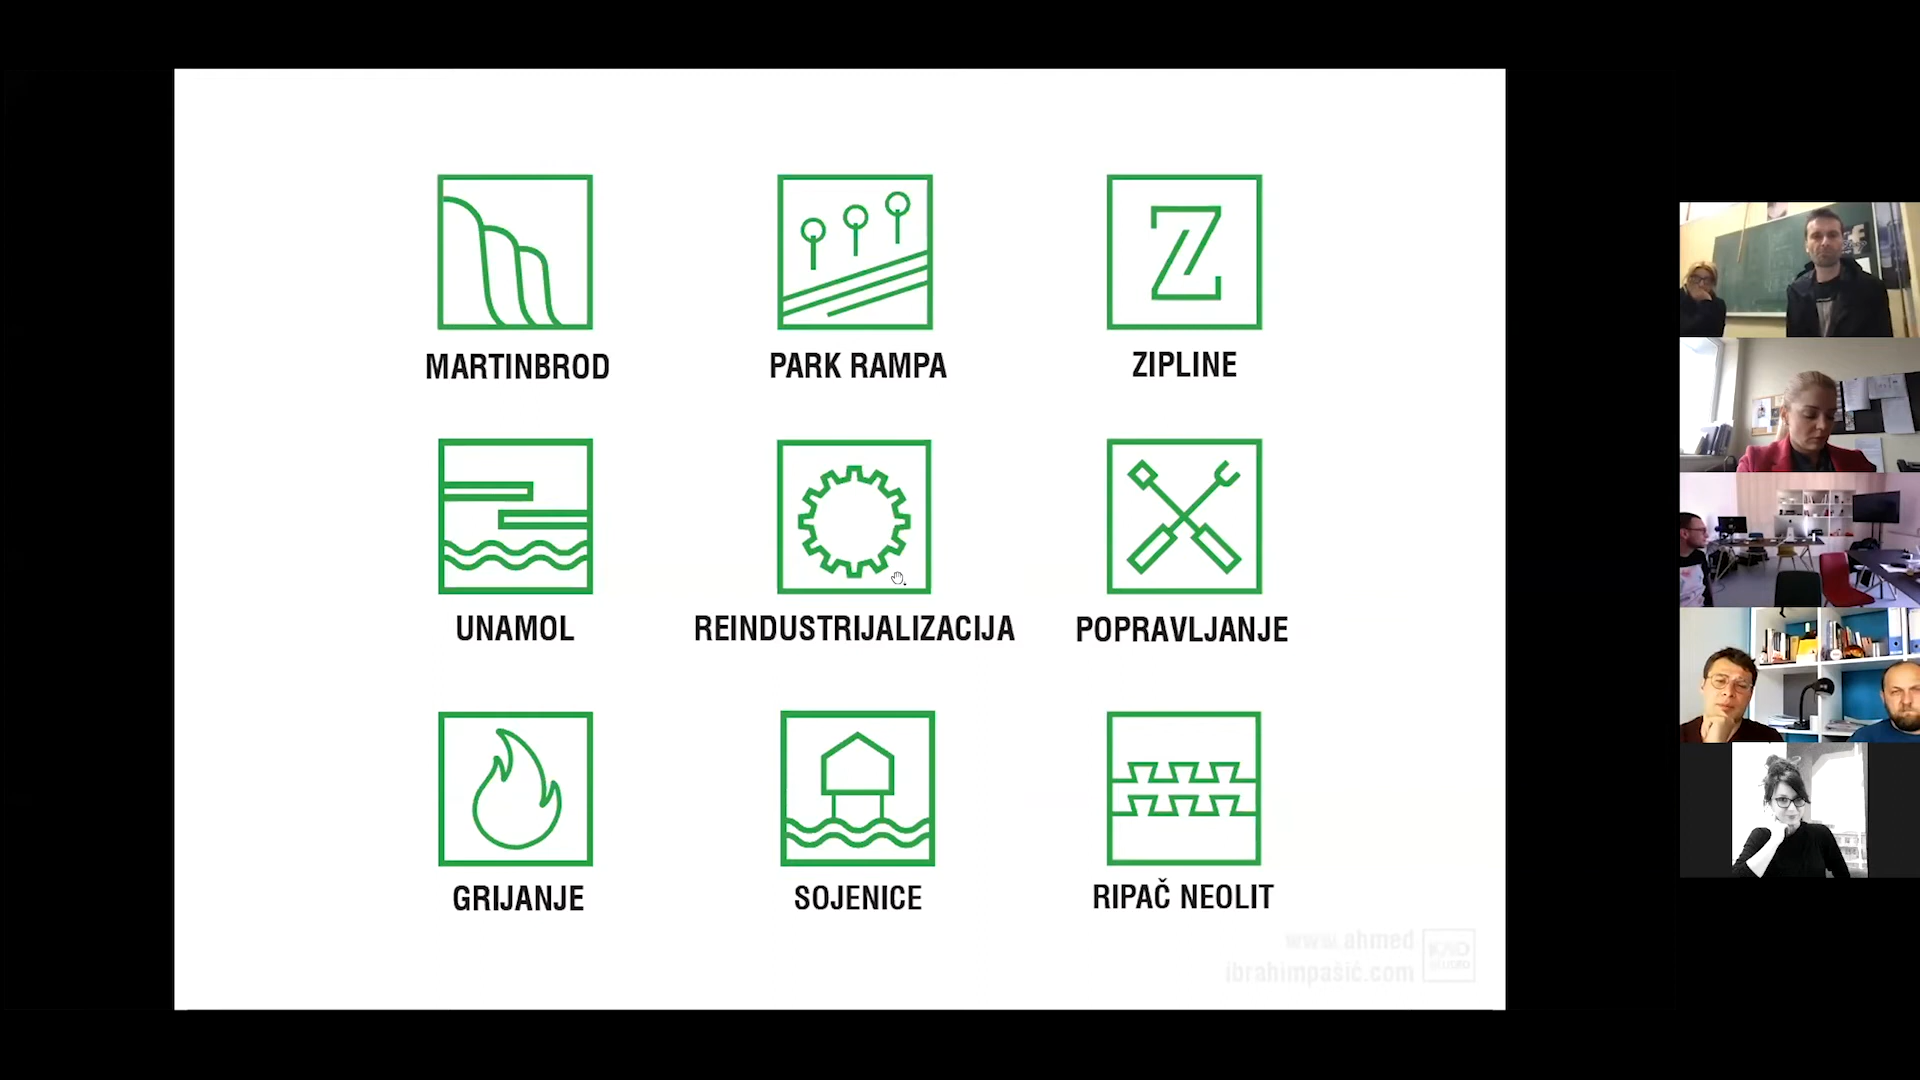 MARTINBROD
PARK RAMPA
ZIPLINE
UNAMOL
REINDUSTRIJALIZACIJA
POPRAVLJANJE
GRIJANJE
SOJENICE
RIPAČ NEOLIT
www.ahmed
ibrahimpašić.com